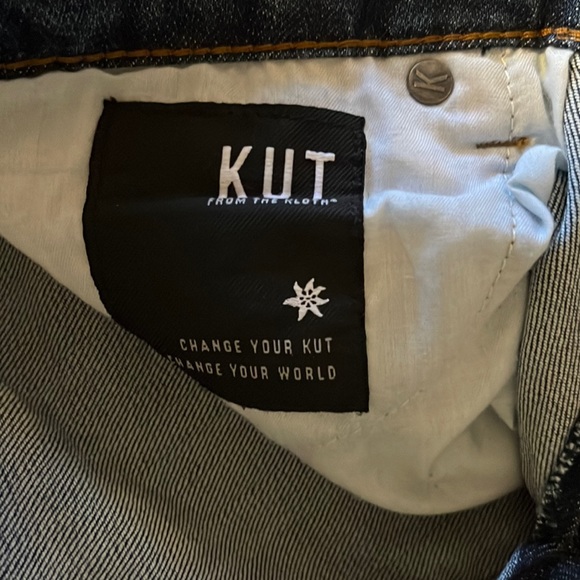 K
KUT
FROM THE KLOTH®
CHANGE YOUR KUT
CHANGE YOUR WORLD